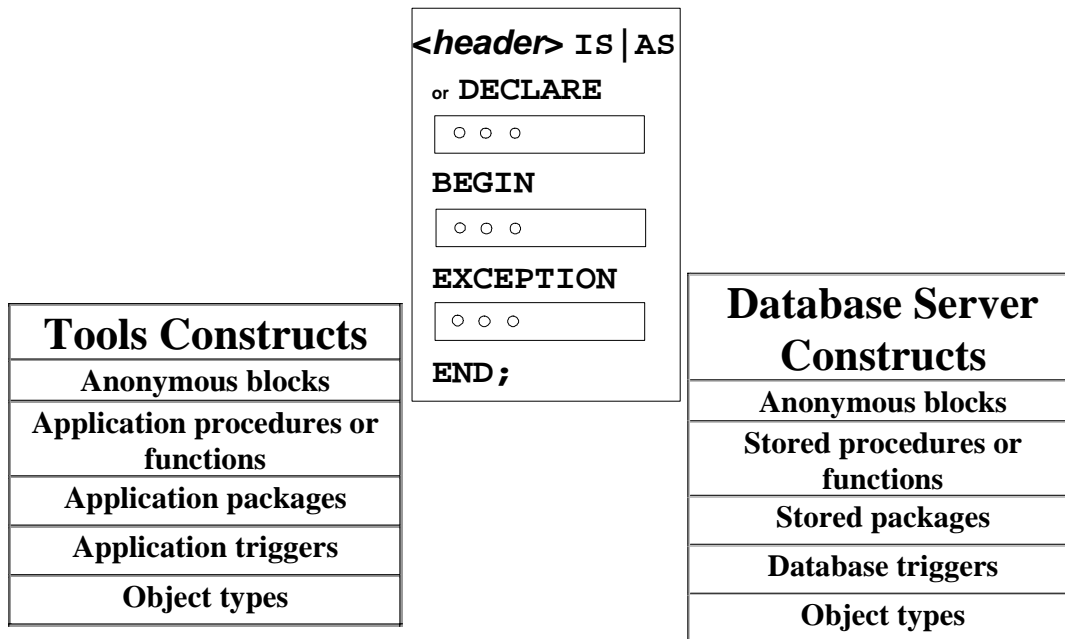 <header> IS|AS
or DECLARE
BEGIN
EXCEPTION
END;
Tools Constructs
Anonymous blocks
Application procedures or
functions
Application packages
Application triggers
Object types
Database Server
Constructs
Anonymous blocks
Stored procedures or
functions
Stored packages
Database triggers
Object types